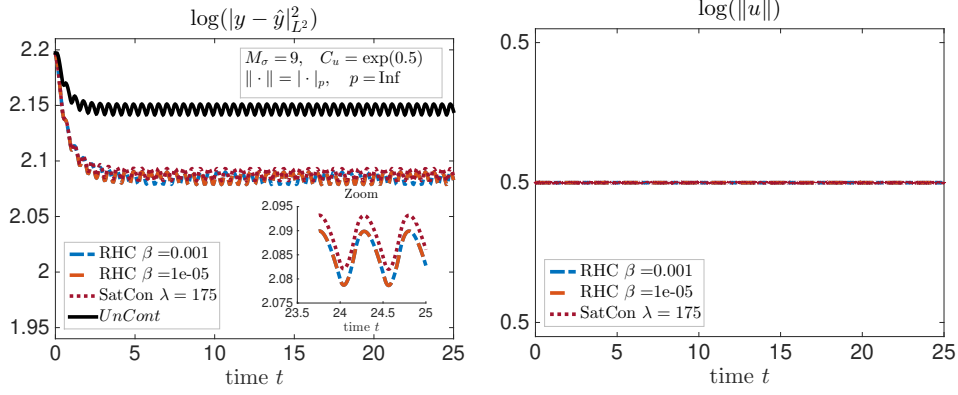 log(|y − ŷ|²_{L²})
2.2
2.15
2.1
2.05
2
1.95
M_σ = 9, C_u = exp(0.5)
‖ · ‖ = | · |_p, p = Inf
Zoom
2.095
2.09
2.085
2.08
2.075
23.5 24 24.5 25
time t
RHC β =0.001
RHC β =1e-05
SatCon λ = 175
UnCont
0 5 10 15 20 25
time t
log(‖u‖)
0.5
0.5
0.5
RHC β =0.001
RHC β =1e-05
SatCon λ = 175
0 5 10 15 20 25
time t